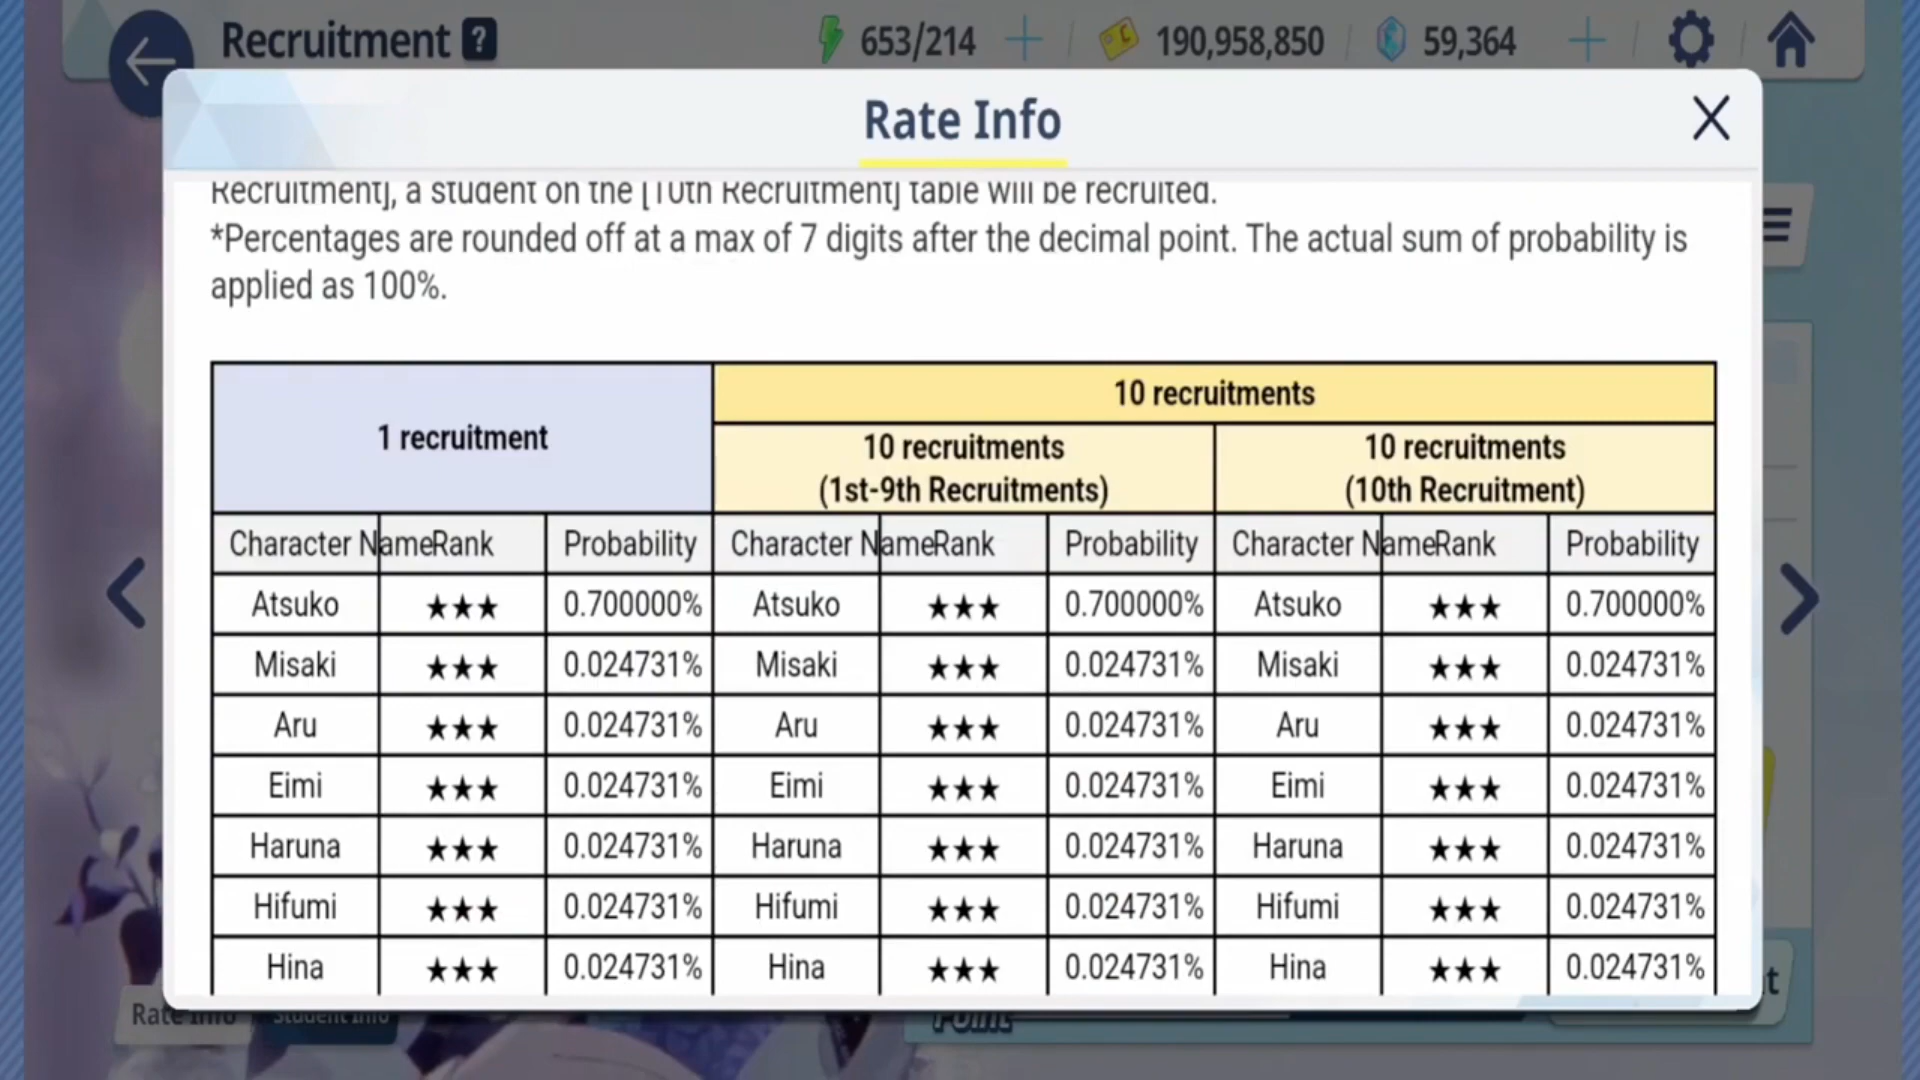 Recruitment ?
653/214
190,958,850
59,364
Rate Info
Recruitment], a student on the [10th Recruitment] table will be recruited.
*Percentages are rounded off at a max of 7 digits after the decimal point. The actual sum of probability is
applied as 100%.
1 recruitment
10 recruitments
10 recruitments
(1st-9th Recruitments)
10 recruitments
(10th Recruitment)
Character Name Rank Probability Character Name Rank Probability Character Name Rank Probability
Atsuko ★★★ 0.700000% Atsuko ★★★ 0.700000% Atsuko ★★★ 0.700000%
Misaki ★★★ 0.024731% Misaki ★★★ 0.024731% Misaki ★★★ 0.024731%
Aru ★★★ 0.024731% Aru ★★★ 0.024731% Aru ★★★ 0.024731%
Eimi ★★★ 0.024731% Eimi ★★★ 0.024731% Eimi ★★★ 0.024731%
Haruna ★★★ 0.024731% Haruna ★★★ 0.024731% Haruna ★★★ 0.024731%
Hifumi ★★★ 0.024731% Hifumi ★★★ 0.024731% Hifumi ★★★ 0.024731%
Hina ★★★ 0.024731% Hina ★★★ 0.024731% Hina ★★★ 0.024731%
Rate Info
Student Info
Point